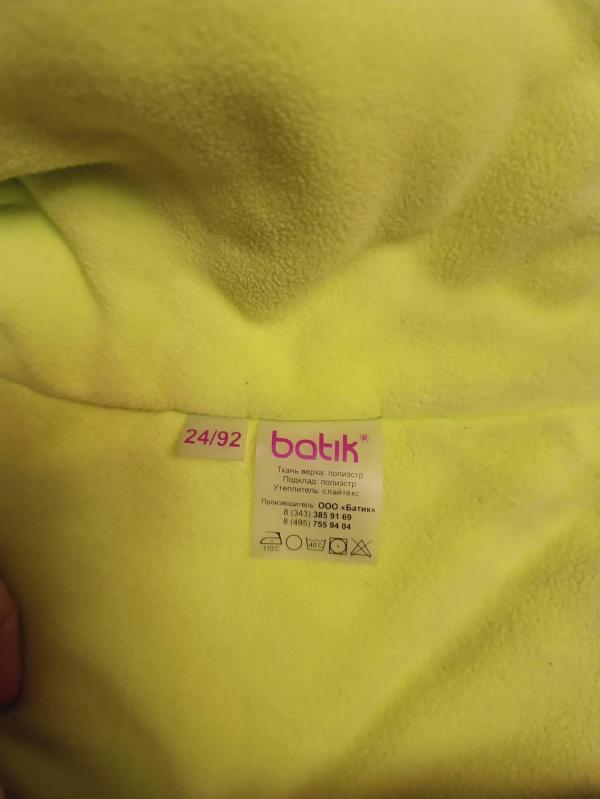 24/92
batik®
Ткань верха: полиэстр
Подклад: полиэстр
Утеплитель: слайтекс
Производитель: ООО «Батик»
8 (343) 385 91 69
8 (495) 755 94 04
110°C 40°C